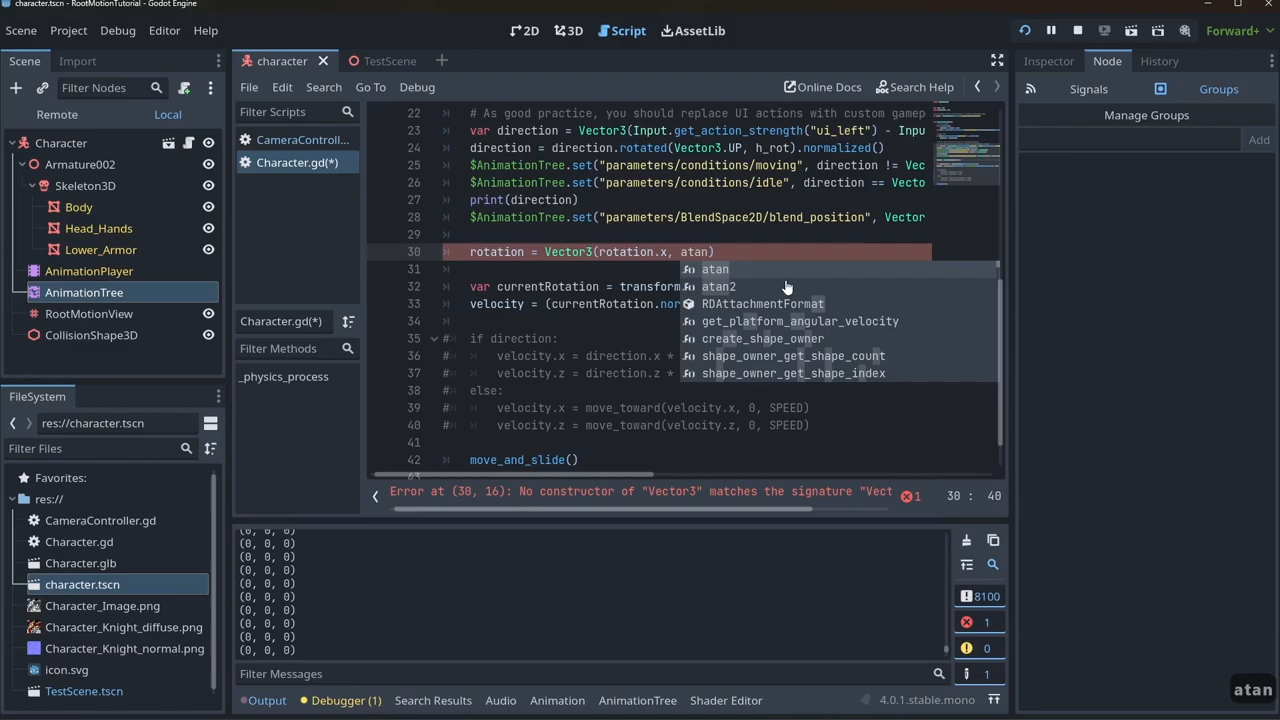 character.tscn - RootMotionTutorial - Godot Engine
Scene Project Debug Editor Help
2D 3D Script AssetLib
Forward+
Scene Import
Filter Nodes
Remote Local
Character
Armature002
Skeleton3D
Body
Head_Hands
Lower_Armor
AnimationPlayer
AnimationTree
RootMotionView
CollisionShape3D
FileSystem
res://character.tscn
Filter Files
Favorites:
res://
CameraController.gd
Character.gd
Character.glb
character.tscn
Character_Image.png
Character_Knight_diffuse.png
Character_Knight_normal.png
icon.svg
TestScene.tscn
character TestScene
File Edit Search Go To Debug
Online Docs Search Help
Filter Scripts
CameraControll...
Character.gd(*)
Character.gd(*)
Filter Methods
_physics_process
22 # As good practice, you should replace UI actions with custom gamep
23 var direction = Vector3(Input.get_action_strength("ui_left") - Inpu
24 direction = direction.rotated(Vector3.UP, h_rot).normalized()
25 $AnimationTree.set("parameters/conditions/moving", direction != Vec
26 $AnimationTree.set("parameters/conditions/idle", direction == Vecto
27 print(direction)
28 $AnimationTree.set("parameters/BlendSpace2D/blend_position", Vector
29
30 rotation = Vector3(rotation.x, atan)
31
32 var currentRotation = transform
33 velocity = (currentRotation.nor
34
35 # if direction:
36 # velocity.x = direction.x *
37 # velocity.z = direction.z *
38 # else:
39 # velocity.x = move_toward(velocity.x, 0, SPEED)
40 # velocity.z = move_toward(velocity.z, 0, SPEED)
41
42 move_and_slide()
atan
atan2
RDAttachmentFormat
get_platform_angular_velocity
create_shape_owner
shape_owner_get_shape_count
shape_owner_get_shape_index
Error at (30, 16): No constructor of "Vector3" matches the signature "Vect
1 30 : 40
(0, 0, 0)
(0, 0, 0)
(0, 0, 0)
(0, 0, 0)
(0, 0, 0)
(0, 0, 0)
(0, 0, 0)
(0, 0, 0)
(0, 0, 0)
8100
1
0
1
Filter Messages
Output Debugger (1) Search Results Audio Animation AnimationTree Shader Editor 4.0.1.stable.mono
Inspector Node History
Signals Groups
Manage Groups
Add
atan